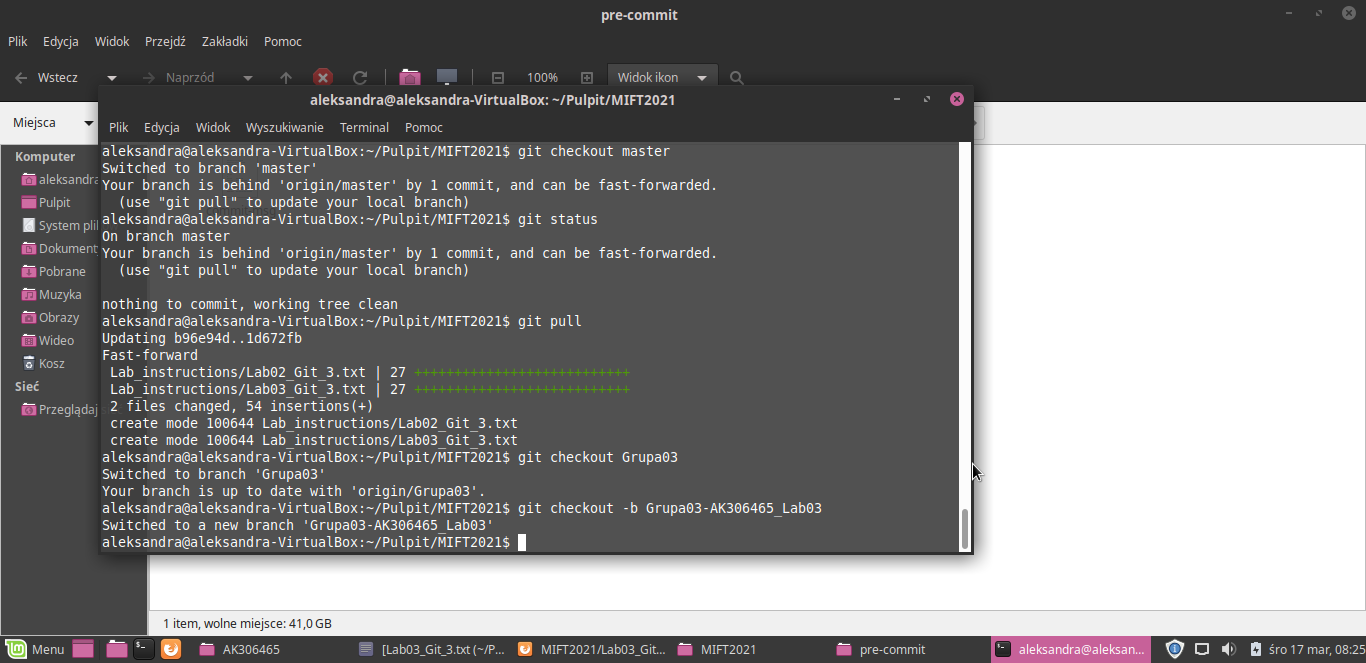 pre-commit
Plik Edycja Widok Przejdź Zakładki Pomoc
Wstecz Naprzód 100% Widok ikon
aleksandra@aleksandra-VirtualBox: ~/Pulpit/MIFT2021
Miejsca
Plik Edycja Widok Wyszukiwanie Terminal Pomoc
Komputer
aleksandra
Pulpit
System plik
Dokument
Pobrane
Muzyka
Obrazy
Wideo
Kosz
Sieć
Przeglądaj
aleksandra@aleksandra-VirtualBox:~/Pulpit/MIFT2021$ git checkout master
Switched to branch 'master'
Your branch is behind 'origin/master' by 1 commit, and can be fast-forwarded.
  (use "git pull" to update your local branch)
aleksandra@aleksandra-VirtualBox:~/Pulpit/MIFT2021$ git status
On branch master
Your branch is behind 'origin/master' by 1 commit, and can be fast-forwarded.
  (use "git pull" to update your local branch)
nothing to commit, working tree clean
aleksandra@aleksandra-VirtualBox:~/Pulpit/MIFT2021$ git pull
Updating b96e94d..1d672fb
Fast-forward
 Lab_instructions/Lab02_Git_3.txt | 27 +++++++++++++++++++++++++++
 Lab_instructions/Lab03_Git_3.txt | 27 +++++++++++++++++++++++++++
 2 files changed, 54 insertions(+)
 create mode 100644 Lab_instructions/Lab02_Git_3.txt
 create mode 100644 Lab_instructions/Lab03_Git_3.txt
aleksandra@aleksandra-VirtualBox:~/Pulpit/MIFT2021$ git checkout Grupa03
Switched to branch 'Grupa03'
Your branch is up to date with 'origin/Grupa03'.
aleksandra@aleksandra-VirtualBox:~/Pulpit/MIFT2021$ git checkout -b Grupa03-AK306465_Lab03
Switched to a new branch 'Grupa03-AK306465_Lab03'
aleksandra@aleksandra-VirtualBox:~/Pulpit/MIFT2021$
1 item, wolne miejsce: 41,0 GB
Menu AK306465 [Lab03_Git_3.txt (~/P... MIFT2021/Lab03_Git... MIFT2021 pre-commit aleksandra@aleksan... śro 17 mar, 08:25